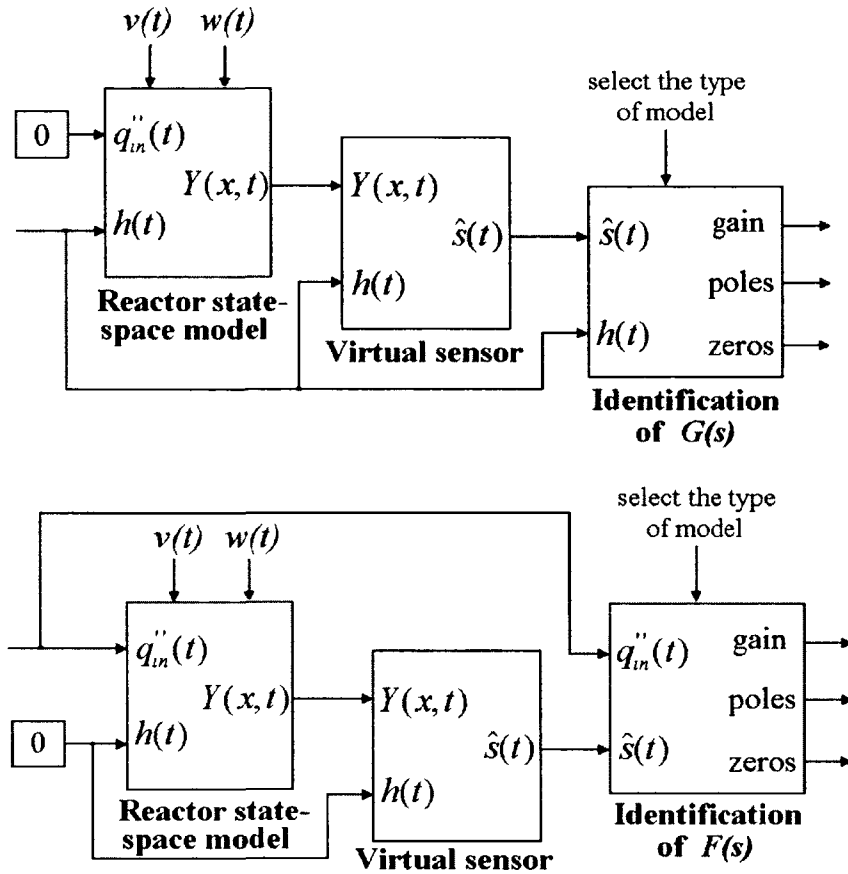 v(t) w(t)
select the type
of model
0
q''in(t)
Y(x,t)
Y(x,t)
h(t)
ŝ(t)
ŝ(t)
gain
h(t)
poles
Reactor state-
space model
h(t)
zeros
Virtual sensor
Identification
of G(s)
select the type
of model
v(t) w(t)
q''in(t)
q''in(t)
gain
Y(x,t)
Y(x,t)
poles
0
h(t)
ŝ(t)
ŝ(t)
zeros
h(t)
Reactor state-
space model
Virtual sensor
Identification
of F(s)